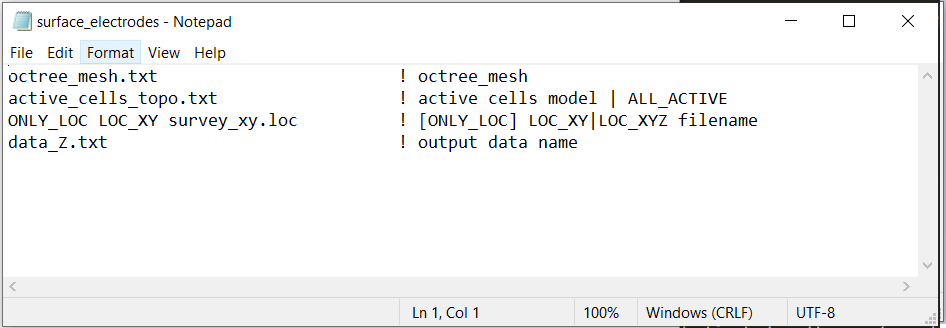 surface_electrodes - Notepad
File Edit Format View Help
octree_mesh.txt ! octree_mesh
active_cells_topo.txt ! active cells model | ALL_ACTIVE
ONLY_LOC LOC_XY survey_xy.loc ! [ONLY_LOC] LOC_XY|LOC_XYZ filename
data_Z.txt ! output data name
Ln 1, Col 1 100% Windows (CRLF) UTF-8